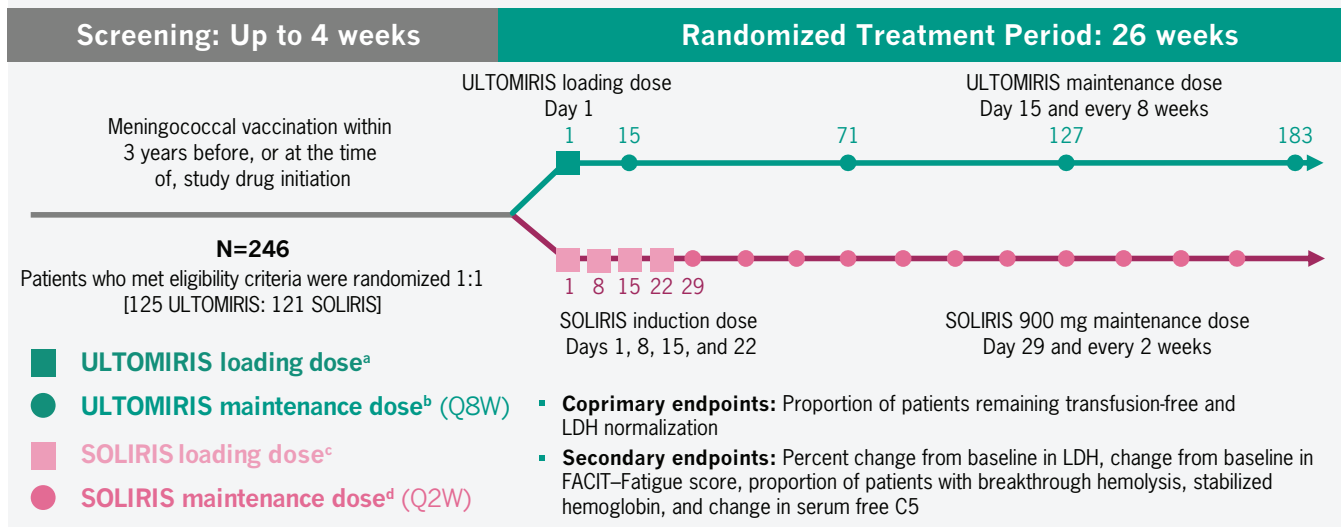 Screening: Up to 4 weeks
Randomized Treatment Period: 26 weeks
Meningococcal vaccination within
3 years before, or at the time
of, study drug initiation
N=246
Patients who met eligibility criteria were randomized 1:1
[125 ULTOMIRIS: 121 SOLIRIS]
ULTOMIRIS loading dose
Day 1
ULTOMIRIS maintenance dose
Day 15 and every 8 weeks
1 15 71 127 183
1 8 15 22 29
SOLIRIS induction dose
Days 1, 8, 15, and 22
SOLIRIS 900 mg maintenance dose
Day 29 and every 2 weeks
ULTOMIRIS loading doseᵃ
ULTOMIRIS maintenance doseᵇ (Q8W)
SOLIRIS loading doseᶜ
SOLIRIS maintenance doseᵈ (Q2W)
▪ Coprimary endpoints: Proportion of patients remaining transfusion-free and
LDH normalization
▪ Secondary endpoints: Percent change from baseline in LDH, change from baseline in
FACIT–Fatigue score, proportion of patients with breakthrough hemolysis, stabilized
hemoglobin, and change in serum free C5